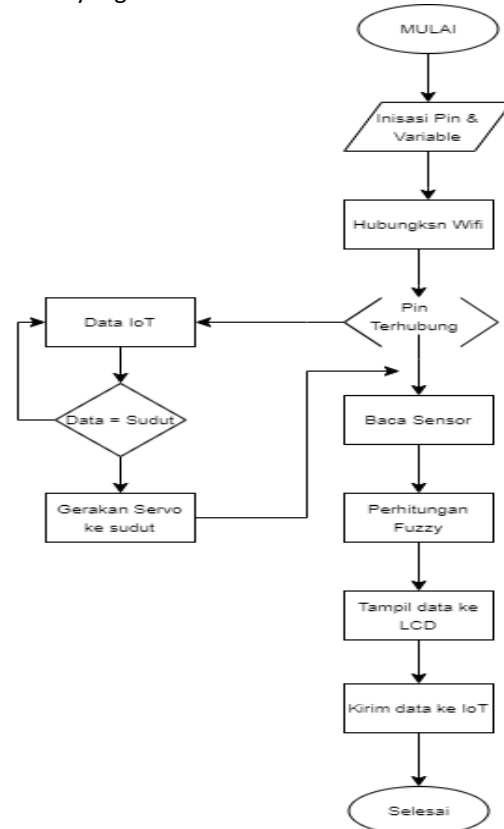 MULAI
Inisasi Pin &
Variable
Hubungksn Wifi
Pin
Terhubung
Data IoT
Data = Sudut
Gerakan Servo
ke sudut
Baca Sensor
Perhitungan
Fuzzy
Tampil data ke
LCD
Kirim data ke IoT
Selesai